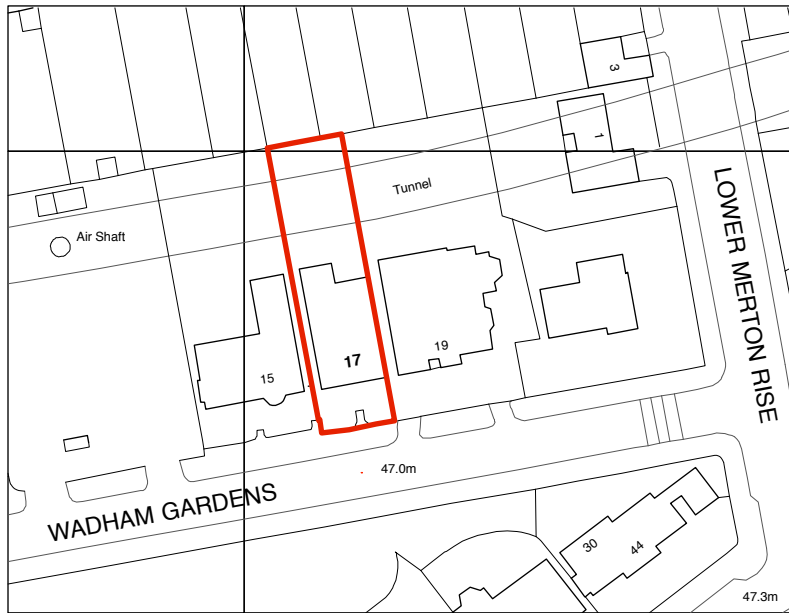 3
1
Tunnel
Air Shaft
LOWER MERTON RISE
19
17
15
47.0m
WADHAM GARDENS
30
44
47.3m